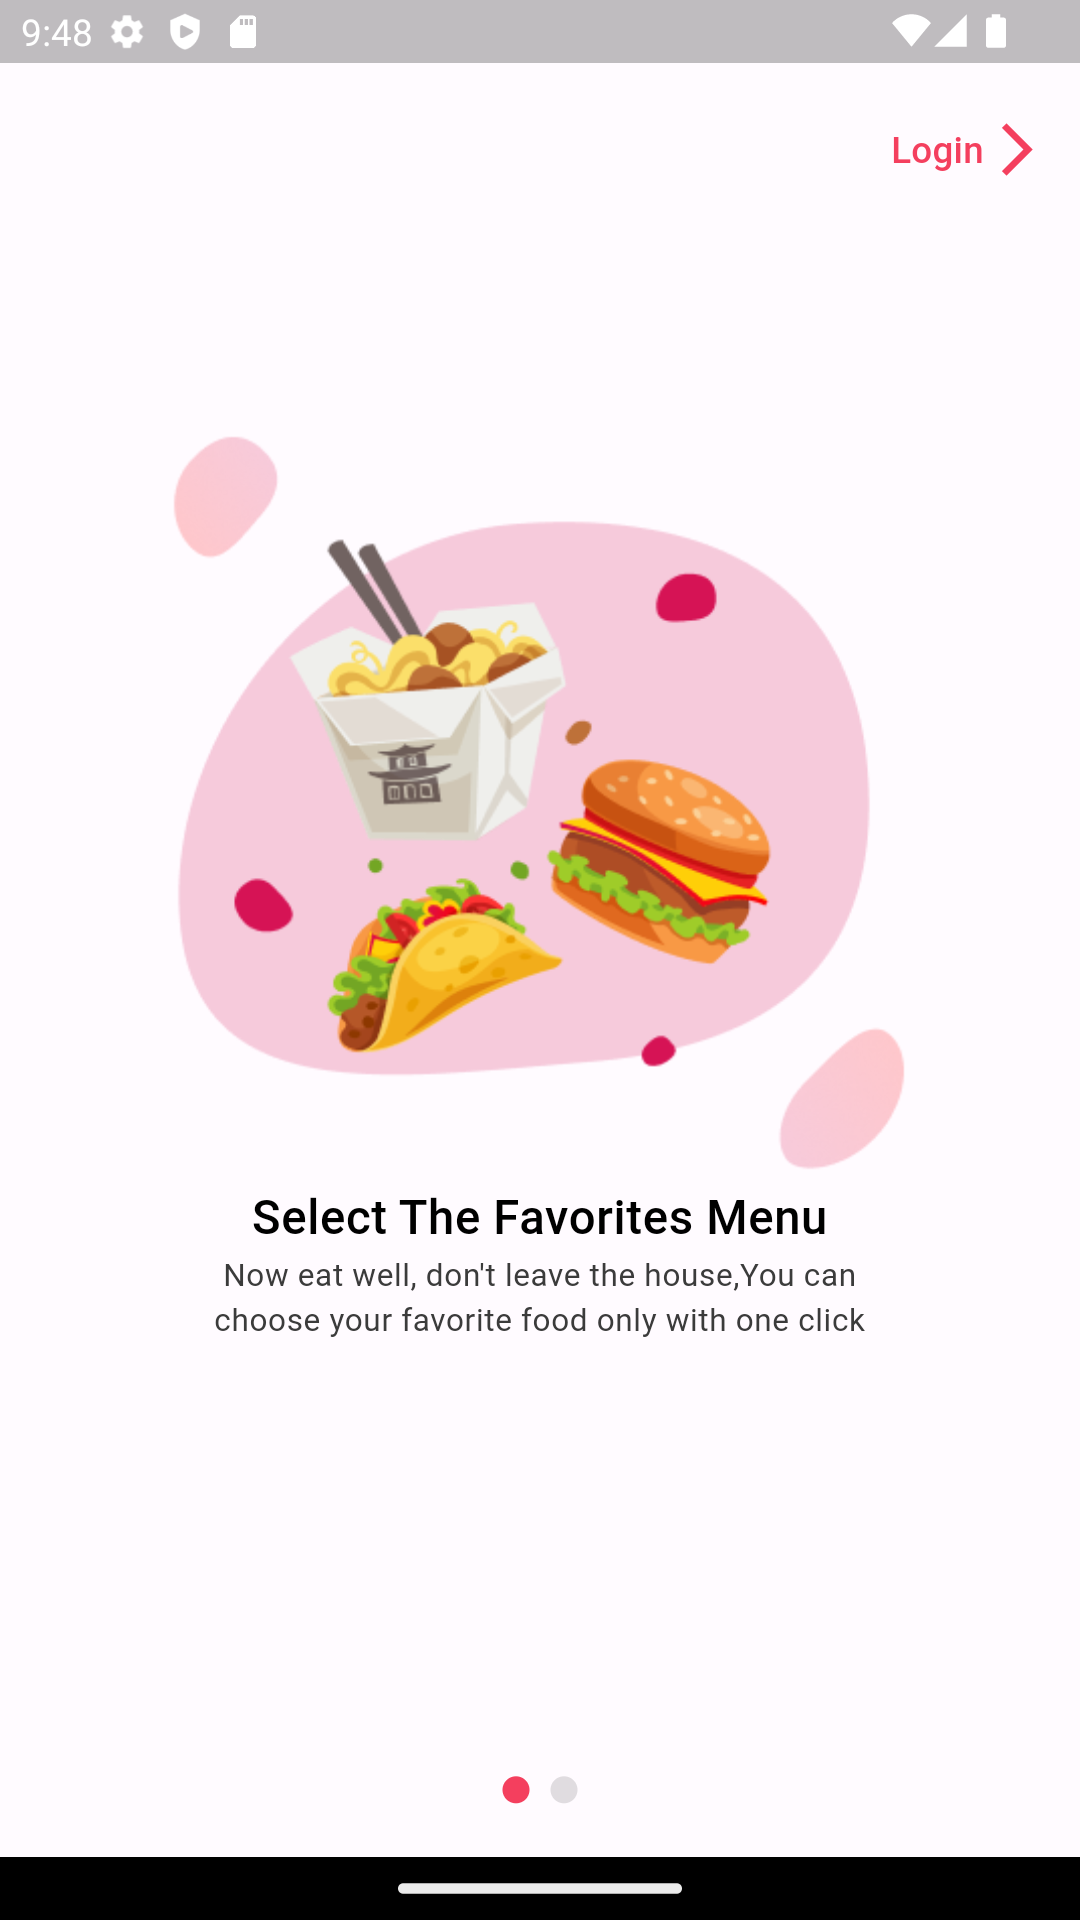 9:48
Login
Select The Favorites Menu
Now eat well, don't leave the house,You can
choose your favorite food only with one click